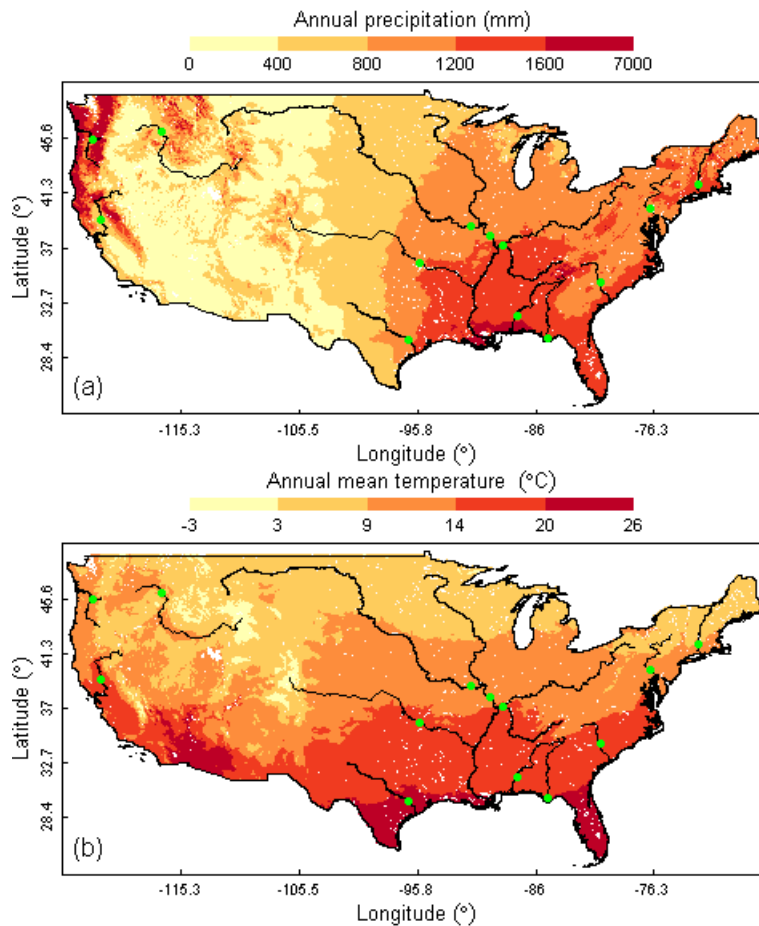 Annual precipitation (mm)
0 400 800 1200 1600 7000
Latitude (°)
46.6
41.3
37
32.7
28.4
(a)
-115.3 -105.5 -95.8 -86 -76.3
Longitude (°)
Annual mean temperature (°C)
-3 3 9 14 20 26
Latitude (°)
45.6
41.3
37
32.7
28.4
(b)
-115.3 -105.5 -95.8 -86 -76.3
Longitude (°)